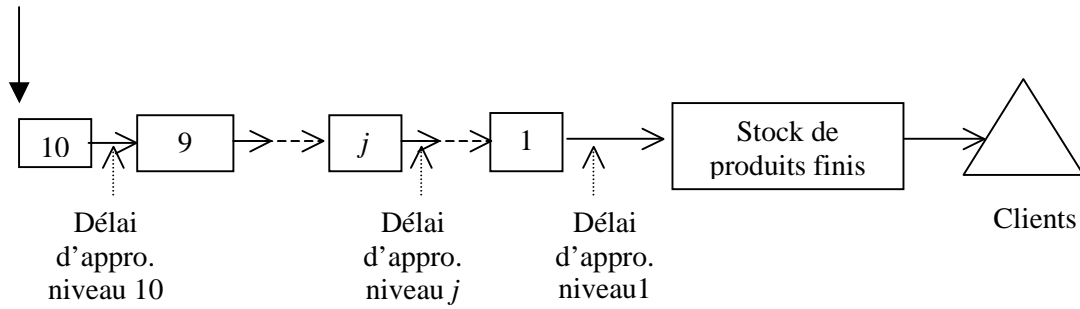 10
9
j
1
Stock de
produits finis
Clients
Délai
d'appro.
niveau 10
Délai
d'appro.
niveau j
Délai
d'appro.
niveau1